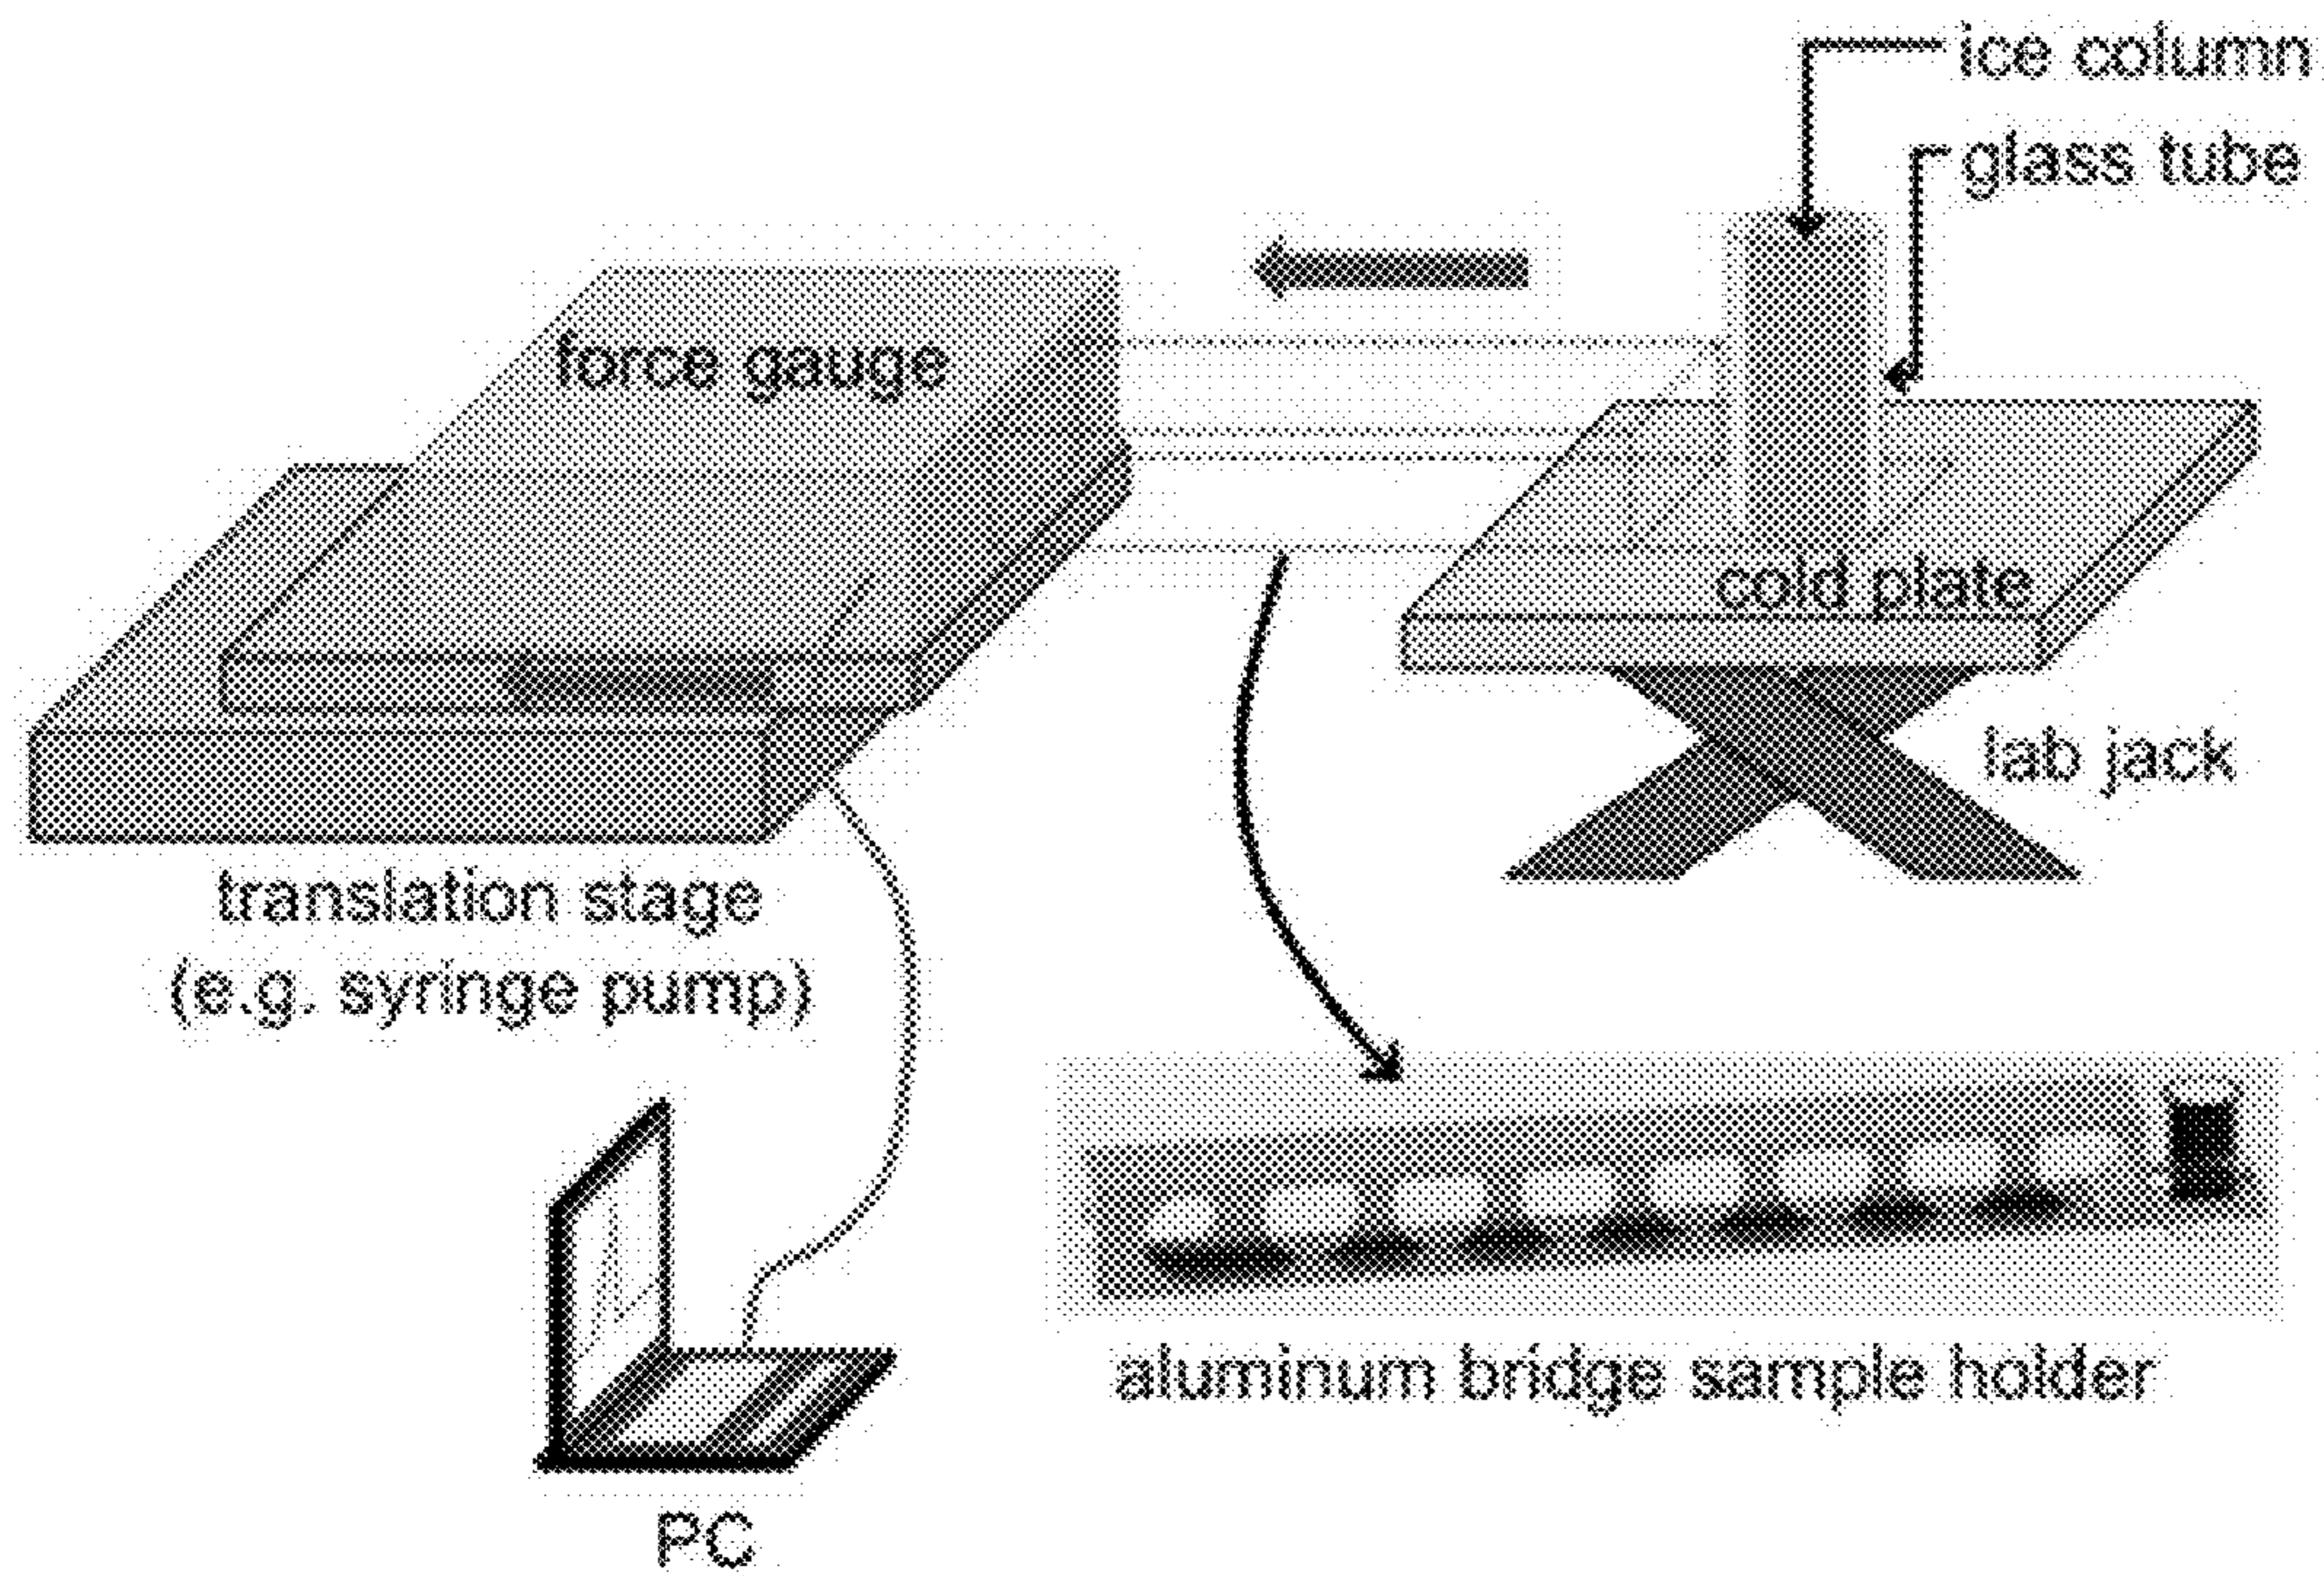 ice column
glass tube
force gauge
cold plate
lab jack
translation stage
(e.g. syringe pump)
aluminum bridge sample holder
PC